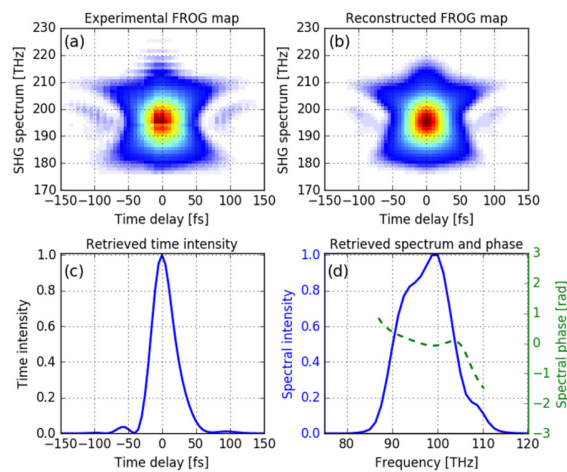 Experimental FROG map
Reconstructed FROG map
(a)
(b)
SHG spectrum [THz]
230
220
210
200
190
180
170
SHG spectrum [THz]
230
220
210
200
190
180
170
−150 −100 −50 0 50 100 150
−150 −100 −50 0 50 100 150
Time delay [fs]
Time delay [fs]
Retrieved time intensity
Retrieved spectrum and phase
(c)
(d)
Time intensity
1.0
0.8
0.6
0.4
0.2
0.0
Spectral intensity
1.0
0.8
0.6
0.4
0.2
0.0
3
2
1
0
−1
−2
−3
Spectral phase [rad]
−150 −100 −50 0 50 100 150
80 90 100 110 120
Time delay [fs]
Frequency [THz]